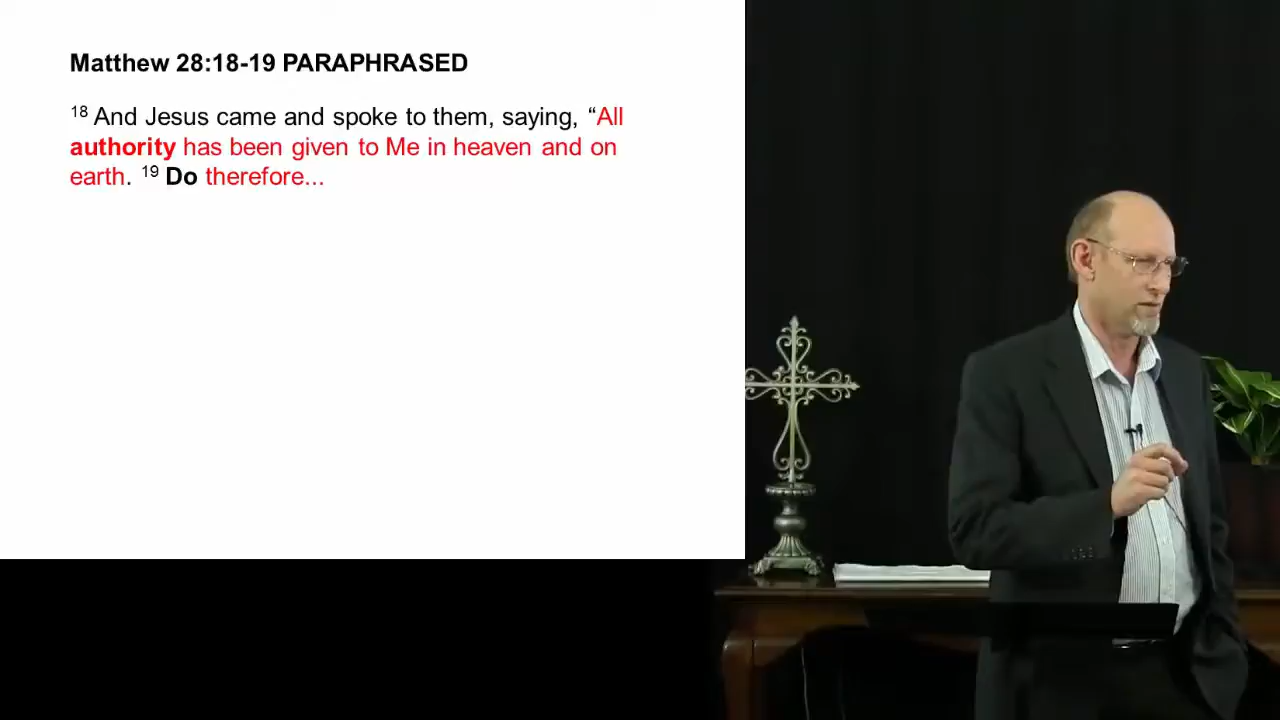 Matthew 28:18-19 PARAPHRASED
18 And Jesus came and spoke to them, saying, “All
authority has been given to Me in heaven and on
earth. 19 Do therefore...